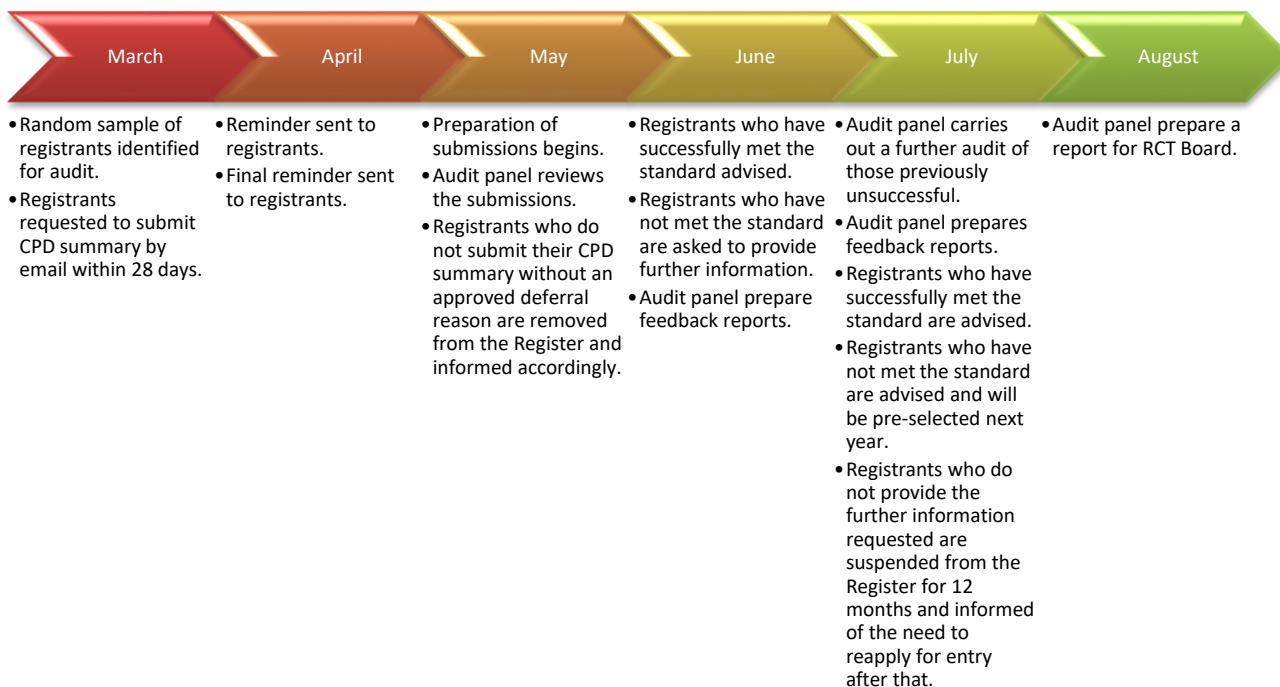 March
April
May
June
July
August
•Random sample of
registrants identified
for audit.
•Registrants
requested to submit
CPD summary by
email within 28 days.
•Reminder sent to
registrants.
•Final reminder sent
to registrants.
•Preparation of
submissions begins.
•Audit panel reviews
the submissions.
•Registrants who do
not submit their CPD
summary without an
approved deferral
reason are removed
from the Register and
informed accordingly.
•Registrants who have
successfully met the
standard advised.
•Registrants who have
not met the standard
are asked to provide
further information.
•Audit panel prepare
feedback reports.
•Audit panel carries
out a further audit of
those previously
unsuccessful.
•Audit panel prepares
feedback reports.
•Registrants who have
successfully met the
standard are advised.
•Registrants who have
not met the standard
are advised and will
be pre-selected next
year.
•Registrants who do
not provide the
further information
requested are
suspended from the
Register for 12
months and informed
of the need to
reapply for entry
after that.
•Audit panel prepare a
report for RCT Board.